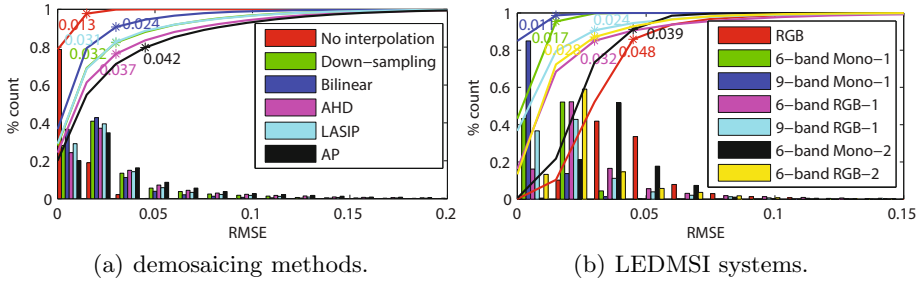 1
0.8
0.6
0.4
0.2
0
% count
0
0.05
0.1
0.15
0.2
RMSE
0.013
0.024
0.031
0.032
0.037
0.042
No interpolation
Down-sampling
Bilinear
AHD
LASIP
AP
(a) demosaicing methods.
1
0.8
0.6
0.4
0.2
0
% count
0
0.05
0.1
0.15
RMSE
0.011
0.017
0.024
0.028
0.032
0.039
0.048
RGB
6-band Mono-1
9-band Mono-1
6-band RGB-1
9-band RGB-1
6-band Mono-2
6-band RGB-2
(b) LEDMSI systems.